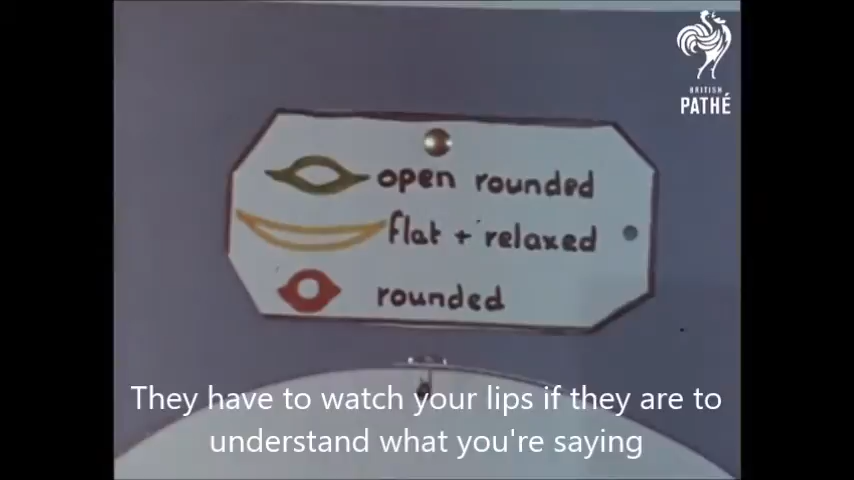 BRITISH
PATHÉ
open rounded
flat + relaxed
rounded
They have to watch your lips if they are to
understand what you're saying